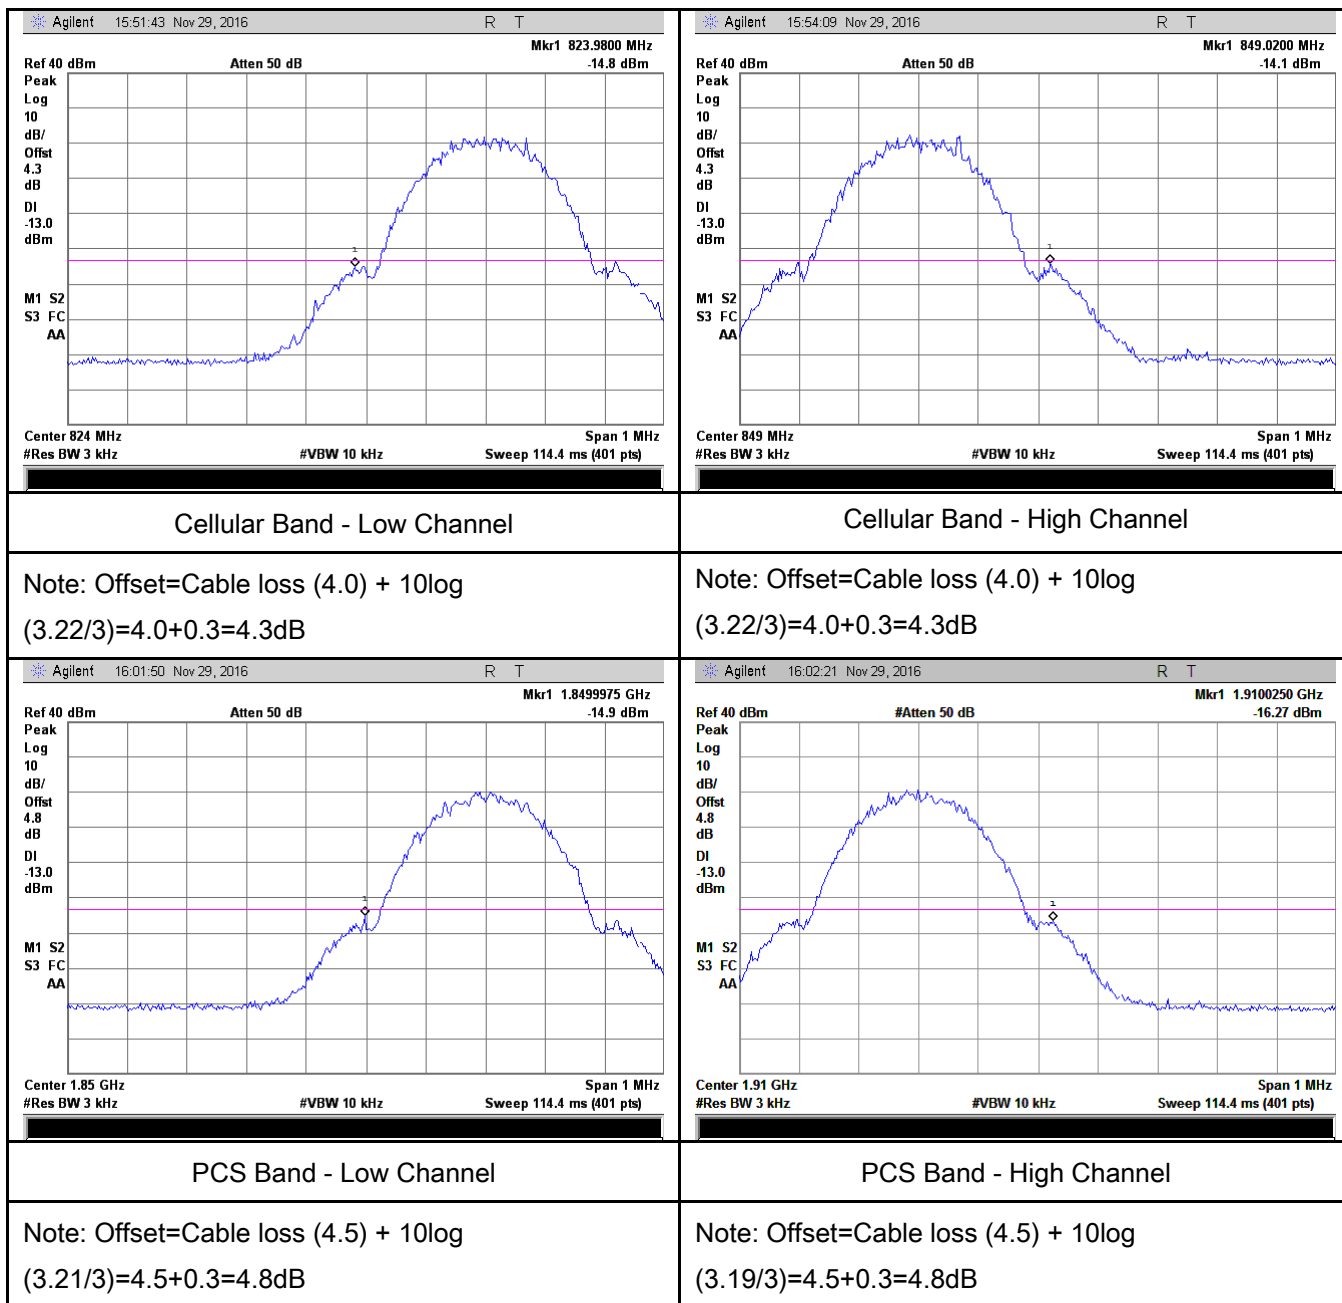 Agilent 15:51:43 Nov 29, 2016 R T
Mkr1 823.9800 MHz
Ref 40 dBm Atten 50 dB -14.8 dBm
Peak
Log
10
dB/
Offst
4.3
dB
DI
-13.0
dBm
1
M1 S2
S3 FC
AA
Center 824 MHz Span 1 MHz
#Res BW 3 kHz #VBW 10 kHz Sweep 114.4 ms (401 pts)
Agilent 15:54:09 Nov 29, 2016 R T
Mkr1 849.0200 MHz
Ref 40 dBm Atten 50 dB -14.1 dBm
Peak
Log
10
dB/
Offst
4.3
dB
DI
-13.0
dBm
1
M1 S2
S3 FC
AA
Center 849 MHz Span 1 MHz
#Res BW 3 kHz #VBW 10 kHz Sweep 114.4 ms (401 pts)
Cellular Band - Low Channel
Cellular Band - High Channel
Note: Offset=Cable loss (4.0) + 10log
(3.22/3)=4.0+0.3=4.3dB
Note: Offset=Cable loss (4.0) + 10log
(3.22/3)=4.0+0.3=4.3dB
Agilent 16:01:50 Nov 29, 2016 R T
Mkr1 1.8499975 GHz
Ref 40 dBm Atten 50 dB -14.9 dBm
Peak
Log
10
dB/
Offst
4.8
dB
DI
-13.0
dBm
1
M1 S2
S3 FC
AA
Center 1.85 GHz Span 1 MHz
#Res BW 3 kHz #VBW 10 kHz Sweep 114.4 ms (401 pts)
Agilent 16:02:21 Nov 29, 2016 R T
Mkr1 1.9100250 GHz
Ref 40 dBm #Atten 50 dB -16.27 dBm
Peak
Log
10
dB/
Offst
4.8
dB
DI
-13.0
dBm
1
M1 S2
S3 FC
AA
Center 1.91 GHz Span 1 MHz
#Res BW 3 kHz #VBW 10 kHz Sweep 114.4 ms (401 pts)
PCS Band - Low Channel
PCS Band - High Channel
Note: Offset=Cable loss (4.5) + 10log
(3.21/3)=4.5+0.3=4.8dB
Note: Offset=Cable loss (4.5) + 10log
(3.19/3)=4.5+0.3=4.8dB